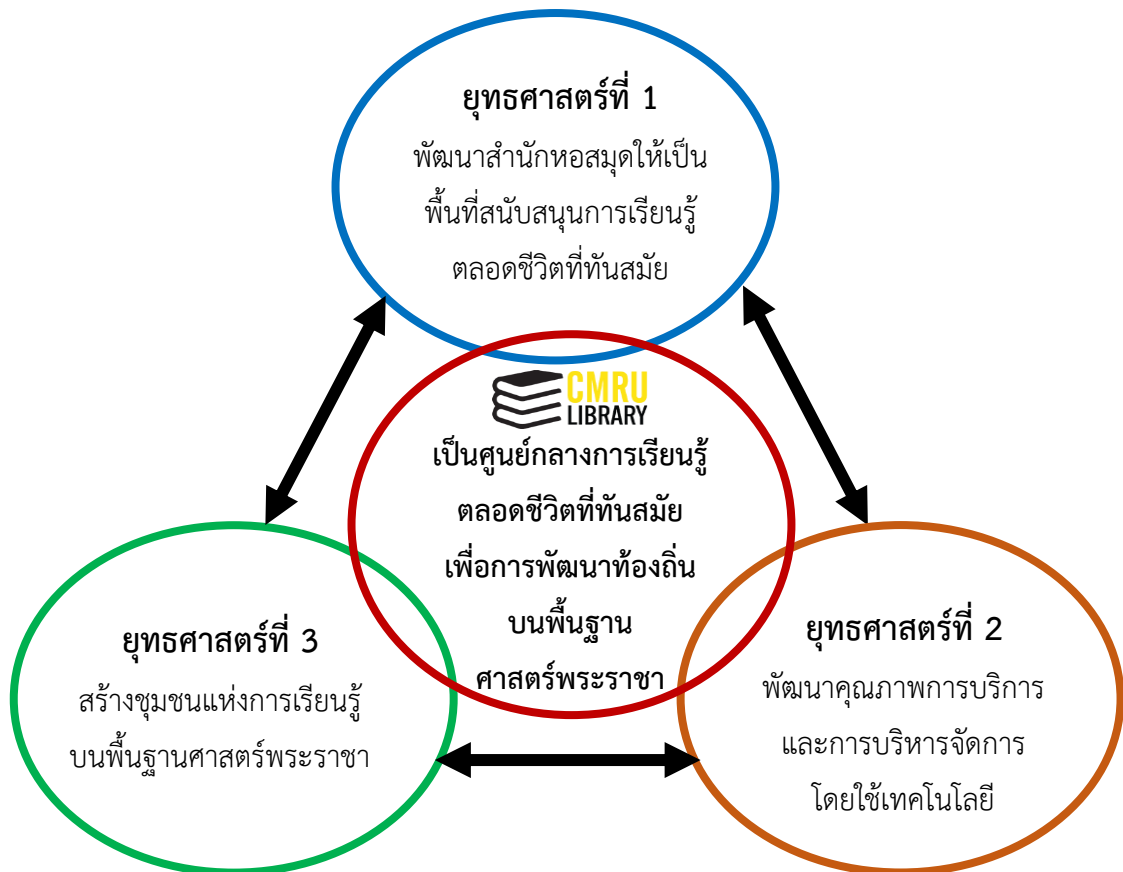 ยุทธศาสตร์ที่ 1
พัฒนาสำนักหอสมุดให้เป็น
พื้นที่สนับสนุนการเรียนรู้
ตลอดชีวิตที่ทันสมัย
CMRU
LIBRARY
เป็นศูนย์กลางการเรียนรู้
ตลอดชีวิตที่ทันสมัย
เพื่อการพัฒนาท้องถิ่น
บนพื้นฐาน
ศาสตร์พระราชา
ยุทธศาสตร์ที่ 3
สร้างชุมชนแห่งการเรียนรู้
บนพื้นฐานศาสตร์พระราชา
ยุทธศาสตร์ที่ 2
พัฒนาคุณภาพการบริการ
และการบริหารจัดการ
โดยใช้เทคโนโลยี